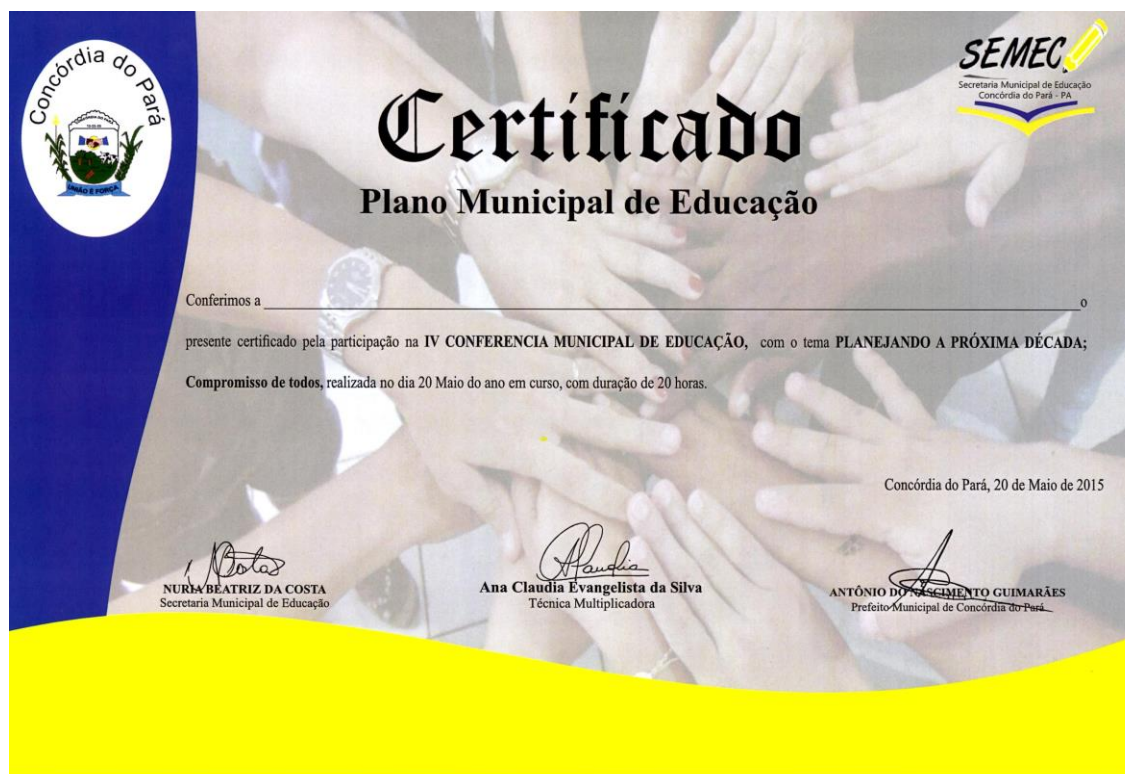 Concórdia do Pará
UNIÃO E FORÇA
SEMEC
Secretaria Municipal de Educação
Concórdia do Pará - PA
Certificado
Plano Municipal de Educação
Conferimos a ______ o
presente certificado pela participação na IV CONFERENCIA MUNICIPAL DE EDUCAÇÃO, com o tema PLANEJANDO A PRÓXIMA DÉCADA;
Compromisso de todos, realizada no dia 20 Maio do ano em curso, com duração de 20 horas.
Concórdia do Pará, 20 de Maio de 2015
NURIA BEATRIZ DA COSTA
Secretaria Municipal de Educação
Ana Claudia Evangelista da Silva
Técnica Multiplicadora
ANTÔNIO DO NASCIMENTO GUIMARÃES
Prefeito Municipal de Concórdia do Pará